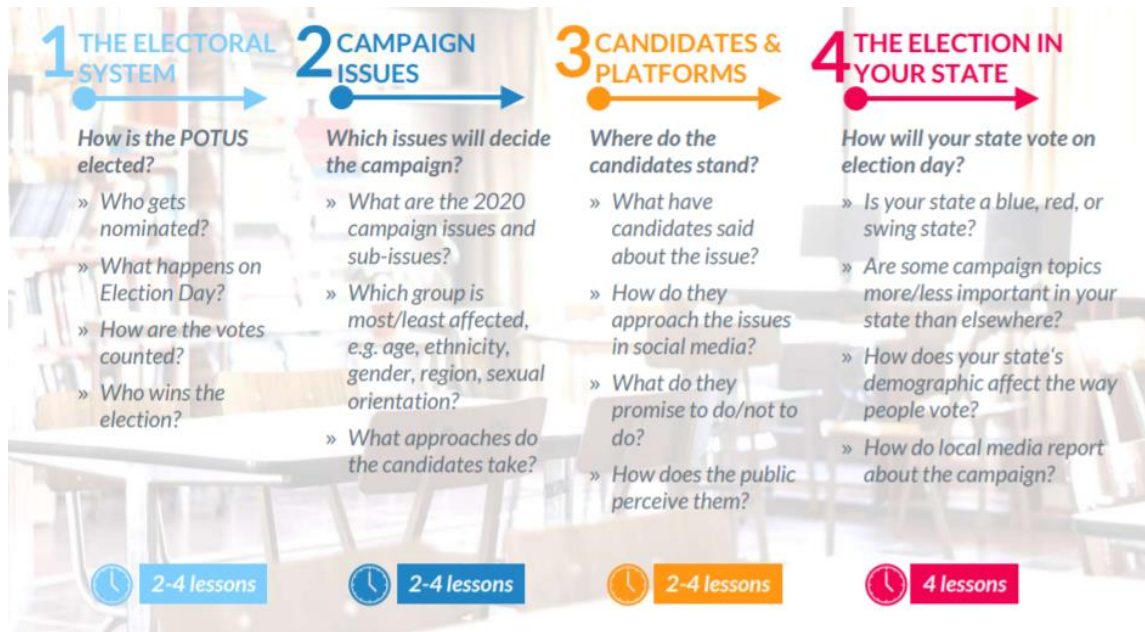 1 THE ELECTORAL
SYSTEM
How is the POTUS
elected?
» Who gets
nominated?
» What happens on
Election Day?
» How are the votes
counted?
» Who wins the
election?
2-4 lessons
2 CAMPAIGN
ISSUES
Which issues will decide
the campaign?
» What are the 2020
campaign issues and
sub-issues?
» Which group is
most/least affected,
e.g. age, ethnicity,
gender, region, sexual
orientation?
» What approaches do
the candidates take?
2-4 lessons
3 CANDIDATES &
PLATFORMS
Where do the
candidates stand?
» What have
candidates said
about the issue?
» How do they
approach the issues
in social media?
» What do they
promise to do/not to
do?
» How does the public
perceive them?
2-4 lessons
4 THE ELECTION IN
YOUR STATE
How will your state vote on
election day?
» Is your state a blue, red, or
swing state?
» Are some campaign topics
more/less important in your
state than elsewhere?
» How does your state's
demographic affect the way
people vote?
» How do local media report
about the campaign?
4 lessons